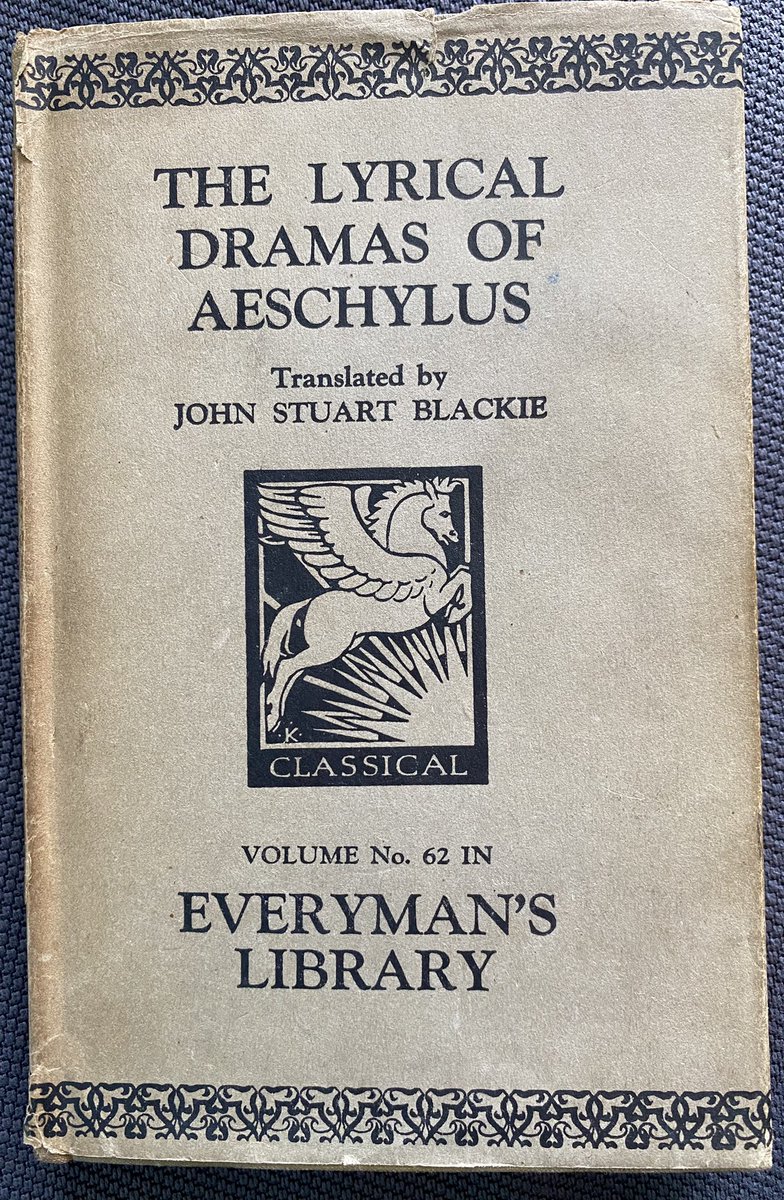 THE LYRICAL
DRAMAS OF
AESCHYLUS
Translated by
JOHN STUART BLACKIE
K
CLASSICAL
VOLUME No. 62 IN
EVERYMAN'S
LIBRARY